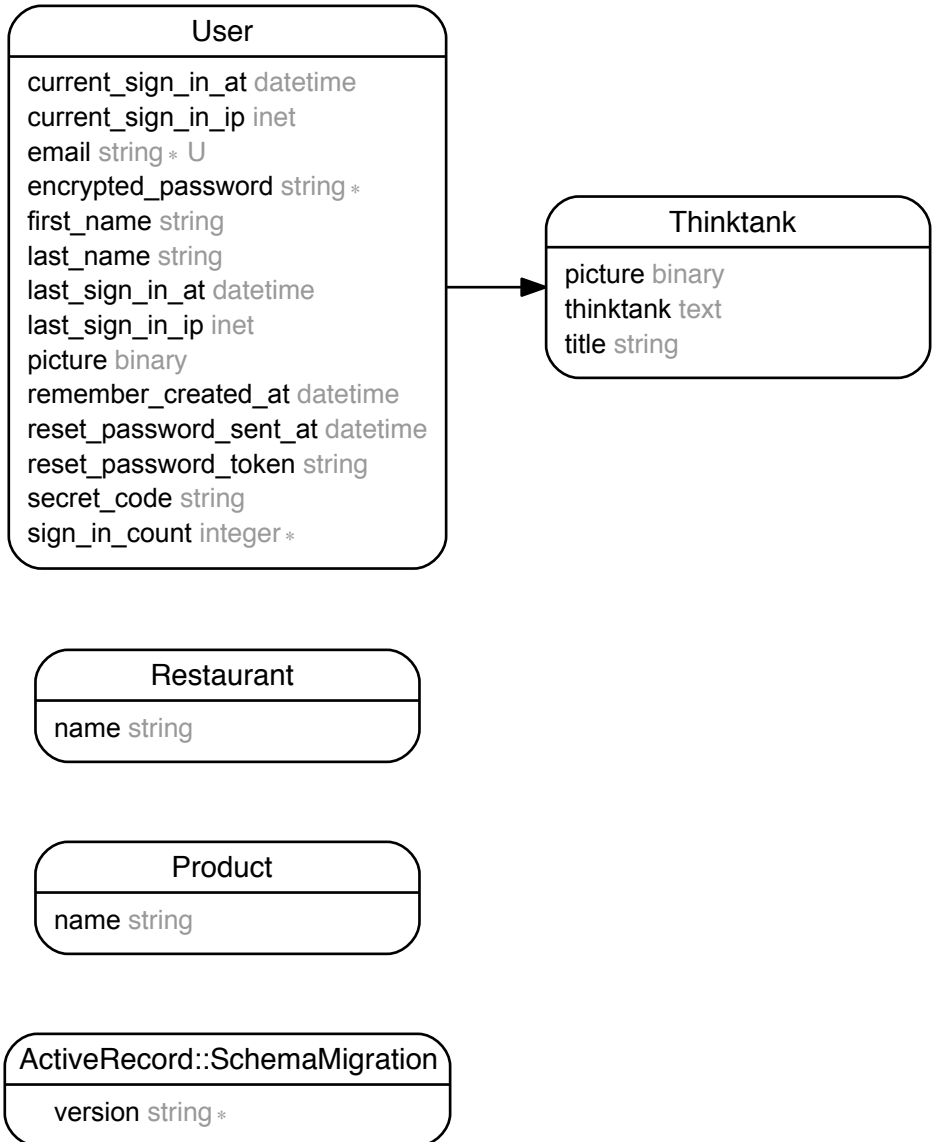 User
current_sign_in_at datetime
current_sign_in_ip inet
email string * U
encrypted_password string *
first_name string
last_name string
last_sign_in_at datetime
last_sign_in_ip inet
picture binary
remember_created_at datetime
reset_password_sent_at datetime
reset_password_token string
secret_code string
sign_in_count integer *
Thinktank
picture binary
thinktank text
title string
Restaurant
name string
Product
name string
ActiveRecord::SchemaMigration
version string *